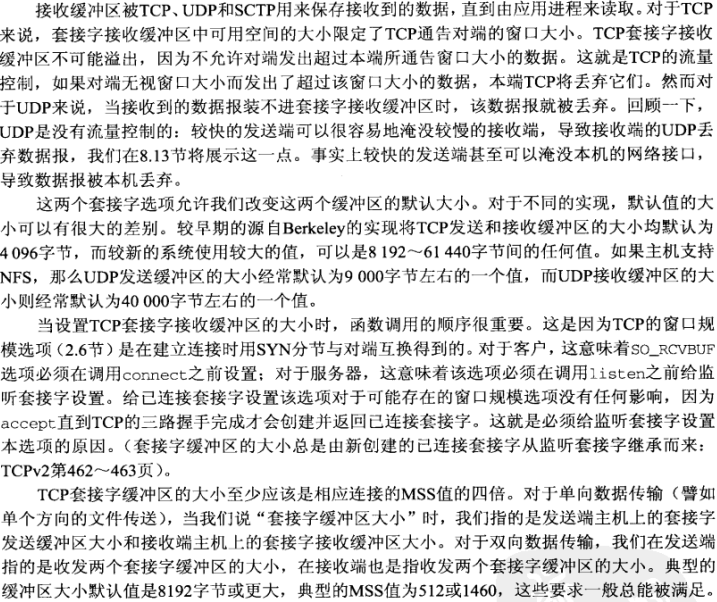 接收缓冲区被TCP、UDP和SCTP用来保存接收到的数据，直到由应用进程来读取。对于TCP
来说，套接字接收缓冲区中可用空间的大小限定了TCP通告对端的窗口大小。TCP套接字接收
缓冲区不可能溢出，因为不允许对端发出超过本端所通告窗口大小的数据。这就是TCP的流量
控制，如果对端无视窗口大小而发出了超过该窗口大小的数据，本端TCP将丢弃它们。然而对
于UDP来说，当接收到的数据报装不进套接字接收缓冲区时，该数据报就被丢弃。回顾一下，
UDP是没有流量控制的：较快的发送端可以很容易地淹没较慢的接收端，导致接收端的UDP丢
弃数据报，我们在8.13节将展示这一点。事实上较快的发送端甚至可以淹没本机的网络接口，
导致数据报被本机丢弃。
这两个套接字选项允许我们改变这两个缓冲区的默认大小。对于不同的实现，默认值的大
小可以有很大的差别。较早期的源自Berkeley的实现将TCP发送和接收缓冲区的大小均默认为
4 096字节，而较新的系统使用较大的值，可以是8 192～61 440字节间的任何值。如果主机支持
NFS，那么UDP发送缓冲区的大小经常默认为9 000字节左右的一个值，而UDP接收缓冲区的大
小则经常默认为40 000字节左右的一个值。
当设置TCP套接字接收缓冲区的大小时，函数调用的顺序很重要。这是因为TCP的窗口规
模选项（2.6节）是在建立连接时用SYN分节与对端互换得到的。对于客户，这意味着SO_RCVBUF
选项必须在调用connect之前设置；对于服务器，这意味着该选项必须在调用listen之前给监
听套接字设置。给已连接套接字设置该选项对于可能存在的窗口规模选项没有任何影响，因为
accept直到TCP的三路握手完成才会创建并返回已连接套接字。这就是必须给监听套接字设置
本选项的原因。（套接字缓冲区的大小总是由新创建的已连接套接字从监听套接字继承而来：
TCPv2第462～463页）。
TCP套接字缓冲区的大小至少应该是相应连接的MSS值的四倍。对于单向数据传输（譬如
单个方向的文件传送），当我们说“套接字缓冲区大小”时，我们指的是发送端主机上的套接字
发送缓冲区大小和接收端主机上的套接字接收缓冲区大小。对于双向数据传输，我们在发送端
指的是收发两个套接字缓冲区的大小，在接收端也是指收发两个套接字缓冲区的大小。典型的
缓冲区大小默认值是8192字节或更大，典型的MSS值为512或1460，这些要求一般总能被满足。